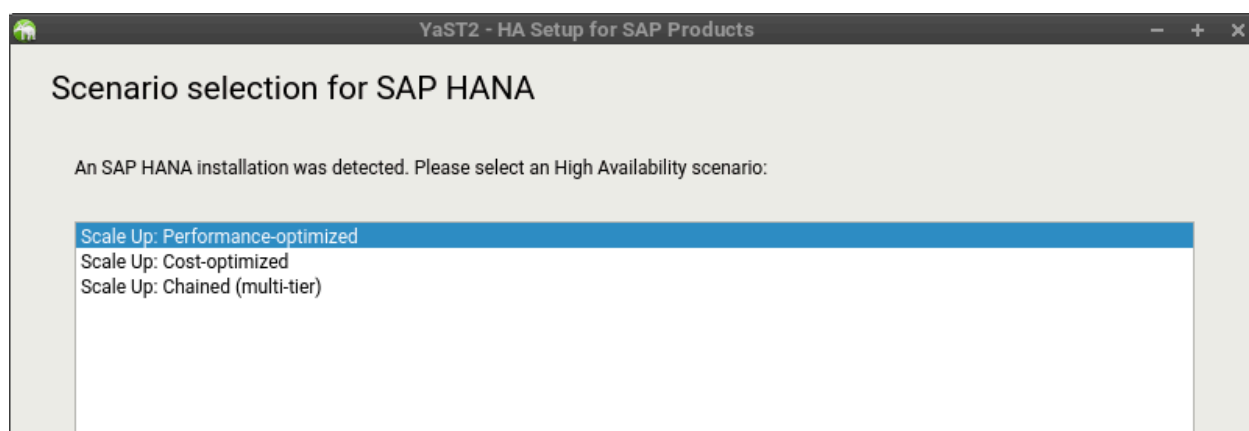 YaST2 - HA Setup for SAP Products
Scenario selection for SAP HANA
An SAP HANA installation was detected. Please select an High Availability scenario:
Scale Up: Performance-optimized
Scale Up: Cost-optimized
Scale Up: Chained (multi-tier)